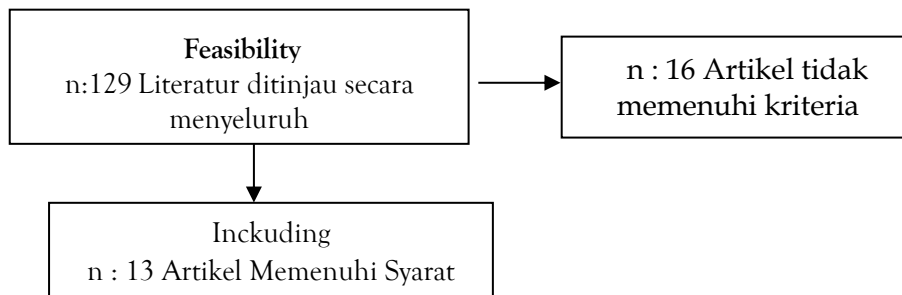 Feasibility
n:129 Literatur ditinjau secara
menyeluruh
n : 16 Artikel tidak
memenuhi kriteria
Inckuding
n : 13 Artikel Memenuhi Syarat